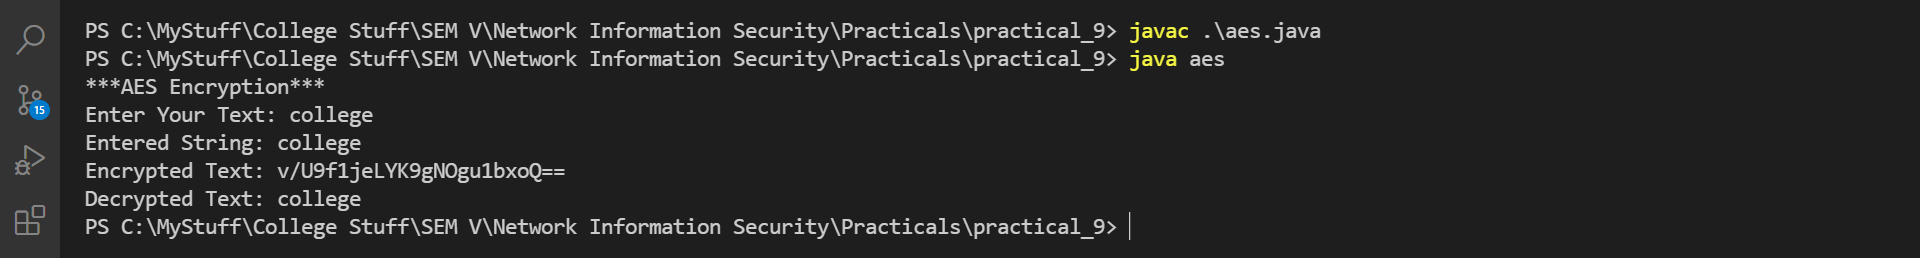 PS C:\MyStuff\College Stuff\SEM V\Network Information Security\Practicals\practical_9> javac .\aes.java
PS C:\MyStuff\College Stuff\SEM V\Network Information Security\Practicals\practical_9> java aes
***AES Encryption***
15
Enter Your Text: college
Entered String: college
Encrypted Text: v/U9f1jeLYK9gNOgu1bxoQ==
Decrypted Text: college
PS C:\MyStuff\College Stuff\SEM V\Network Information Security\Practicals\practical_9>